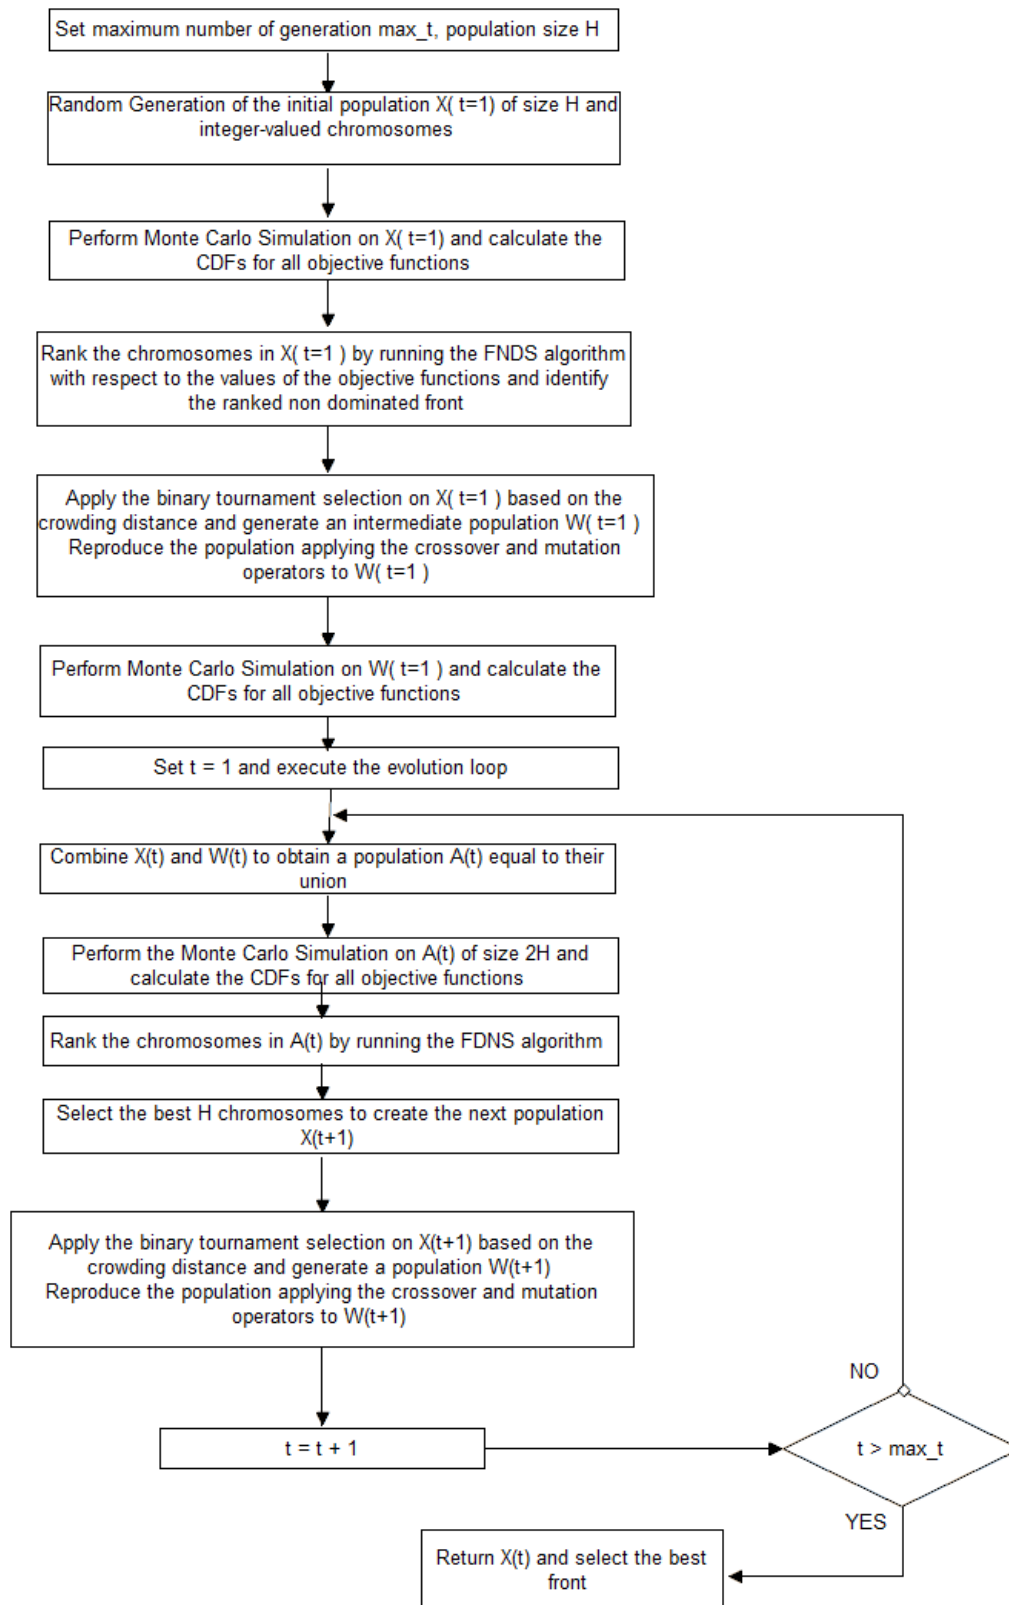 Set maximum number of generation max_t, population size H
Random Generation of the initial population X( t=1) of size H and
integer-valued chromosomes
Perform Monte Carlo Simulation on X( t=1) and calculate the
CDFs for all objective functions
Rank the chromosomes in X( t=1 ) by running the FNDS algorithm
with respect to the values of the objective functions and identify
the ranked non dominated front
Apply the binary tournament selection on X( t=1 ) based on the
crowding distance and generate an intermediate population W( t=1 )
Reproduce the population applying the crossover and mutation
operators to W( t=1 )
Perform Monte Carlo Simulation on W( t=1 ) and calculate the
CDFs for all objective functions
Set t = 1 and execute the evolution loop
Combine X(t) and W(t) to obtain a population A(t) equal to their
union
Perform the Monte Carlo Simulation on A(t) of size 2H and
calculate the CDFs for all objective functions
Rank the chromosomes in A(t) by running the FDNS algorithm
Select the best H chromosomes to create the next population
X(t+1)
Apply the binary tournament selection on X(t+1) based on the
crowding distance and generate a population W(t+1)
Reproduce the population applying the crossover and mutation
operators to W(t+1)
t = t + 1
NO
t > max_t
YES
Return X(t) and select the best
front